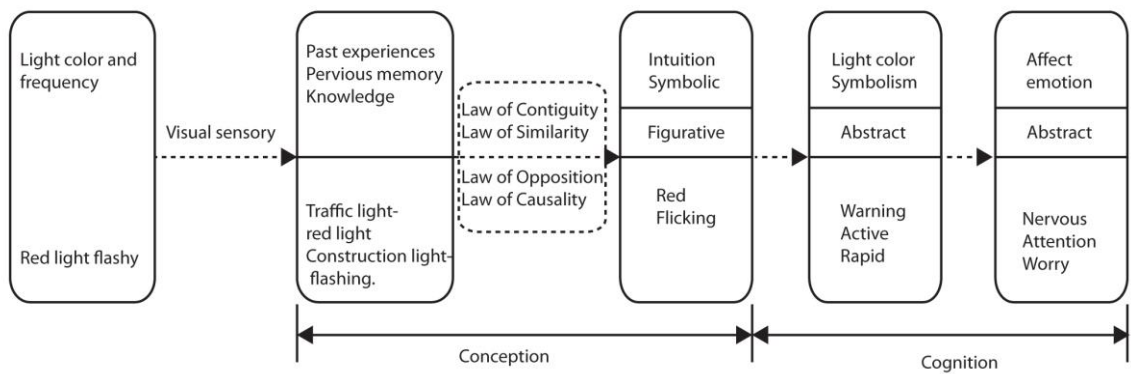 Light color and
frequency
Red light flashy
Visual sensory
Past experiences
Pervious memory
Knowledge
Traffic light-
red light
Construction light-
flashing.
Law of Contiguity
Law of Similarity
Law of Opposition
Law of Causality
Intuition
Symbolic
Figurative
Red
Flicking
Light color
Symbolism
Abstract
Warning
Active
Rapid
Affect
emotion
Abstract
Nervous
Attention
Worry
Conception
Cognition